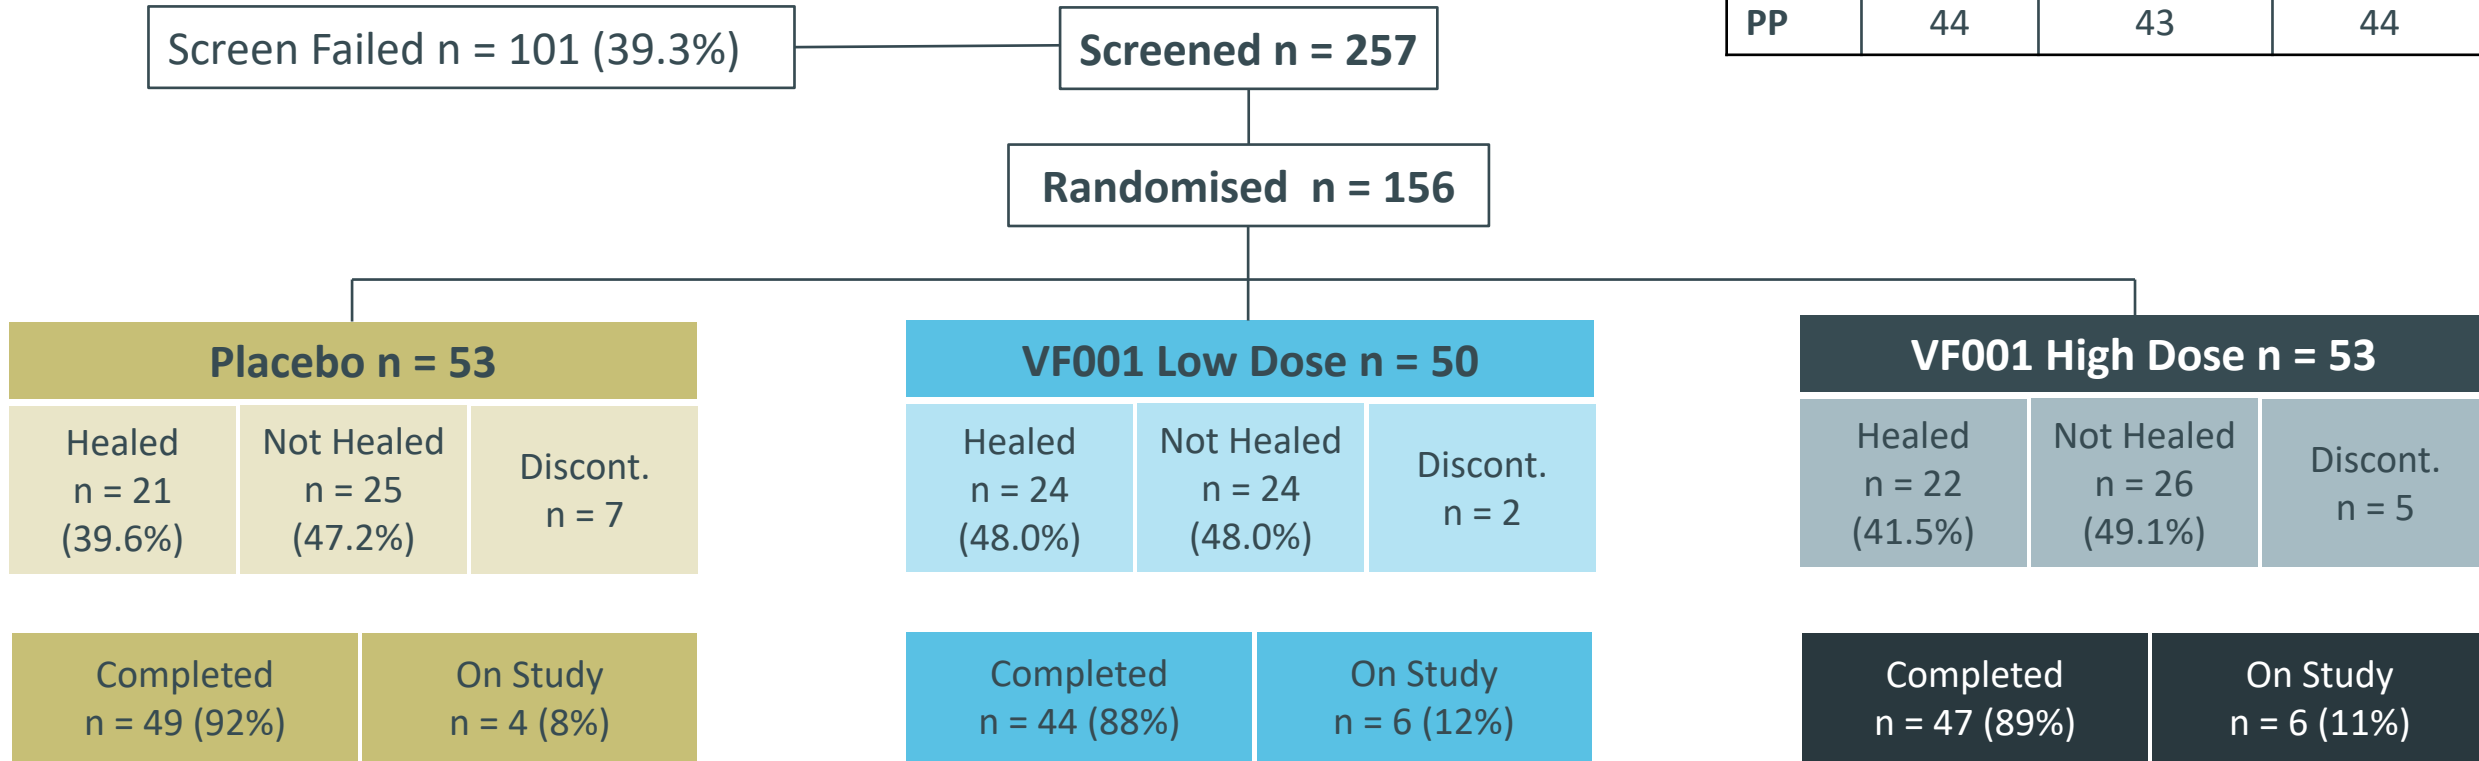 Screen Failed n = 101 (39.3%)
Screened n = 257
PP 44 43 44
Randomised n = 156
Placebo n = 53
Healed
n = 21
(39.6%)
Not Healed
n = 25
(47.2%)
Discont.
n = 7
Completed
n = 49 (92%)
On Study
n = 4 (8%)
VF001 Low Dose n = 50
Healed
n = 24
(48.0%)
Not Healed
n = 24
(48.0%)
Discont.
n = 2
Completed
n = 44 (88%)
On Study
n = 6 (12%)
VF001 High Dose n = 53
Healed
n = 22
(41.5%)
Not Healed
n = 26
(49.1%)
Discont.
n = 5
Completed
n = 47 (89%)
On Study
n = 6 (11%)